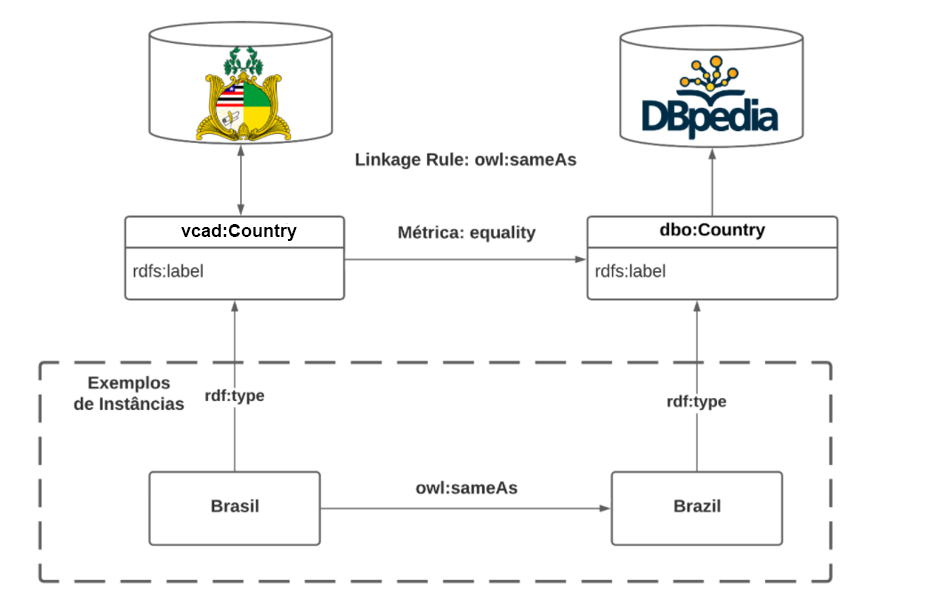 DBpedia
Linkage Rule: owl:sameAs
vcad:Country
Métrica: equality
dbo:Country
rdfs:label
rdfs:label
Exemplos
de Instâncias
rdf:type
rdf:type
owl:sameAs
Brasil
Brazil